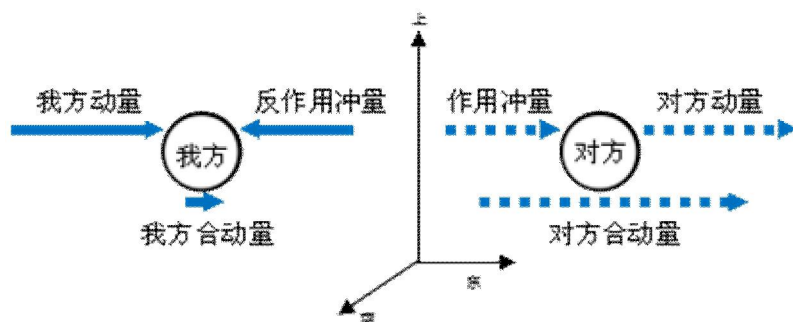 上
我方动量 反作用冲量 作用冲量 对方动量
我方 对方
我方合动量 对方合动量
东